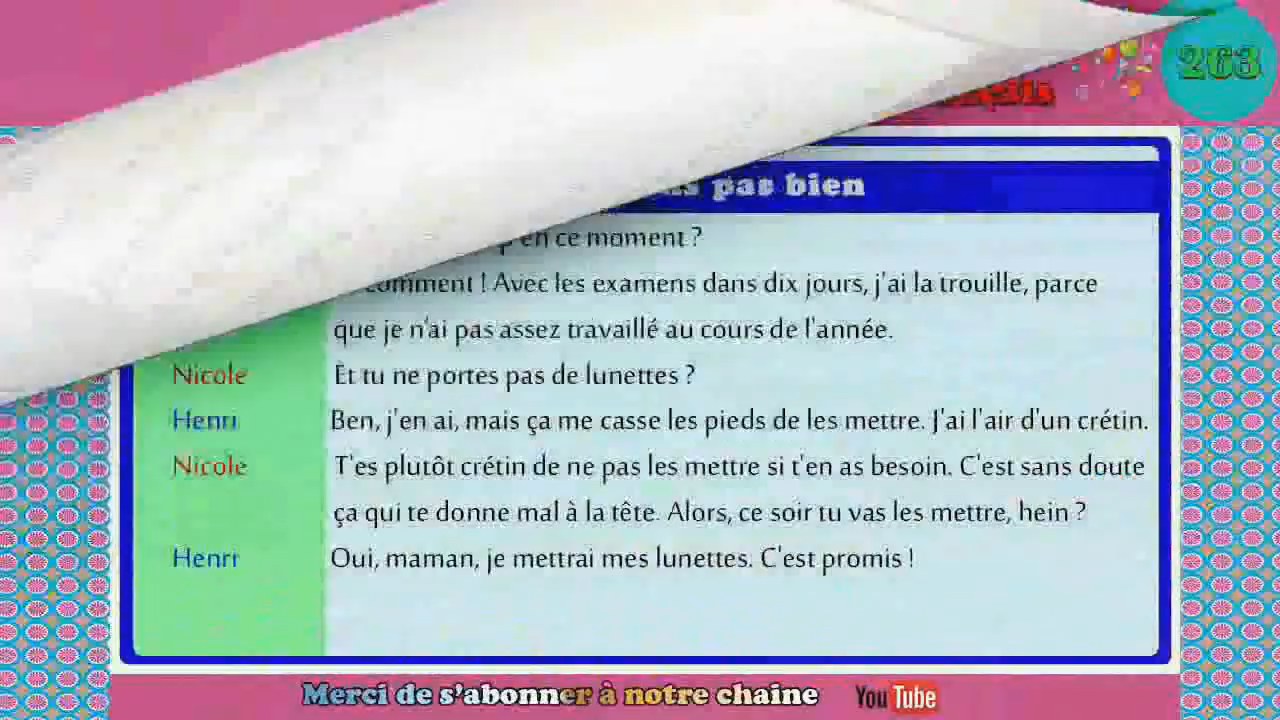 263
pas bien
en ce moment ?
comment ! Avec les examens dans dix jours, j'ai la trouille, parce
que je n'ai pas assez travaillé au cours de l'année.
Nicole Et tu ne portes pas de lunettes ?
Henri Ben, j'en ai, mais ça me casse les pieds de les mettre. J'ai l'air d'un crétin.
Nicole T'es plutôt crétin de ne pas les mettre si t'en as besoin. C'est sans doute
ça qui te donne mal à la tête. Alors, ce soir tu vas les mettre, hein ?
Henri Oui, maman, je mettrai mes lunettes. C'est promis !
Merci de s'abonner à notre chaine YouTube